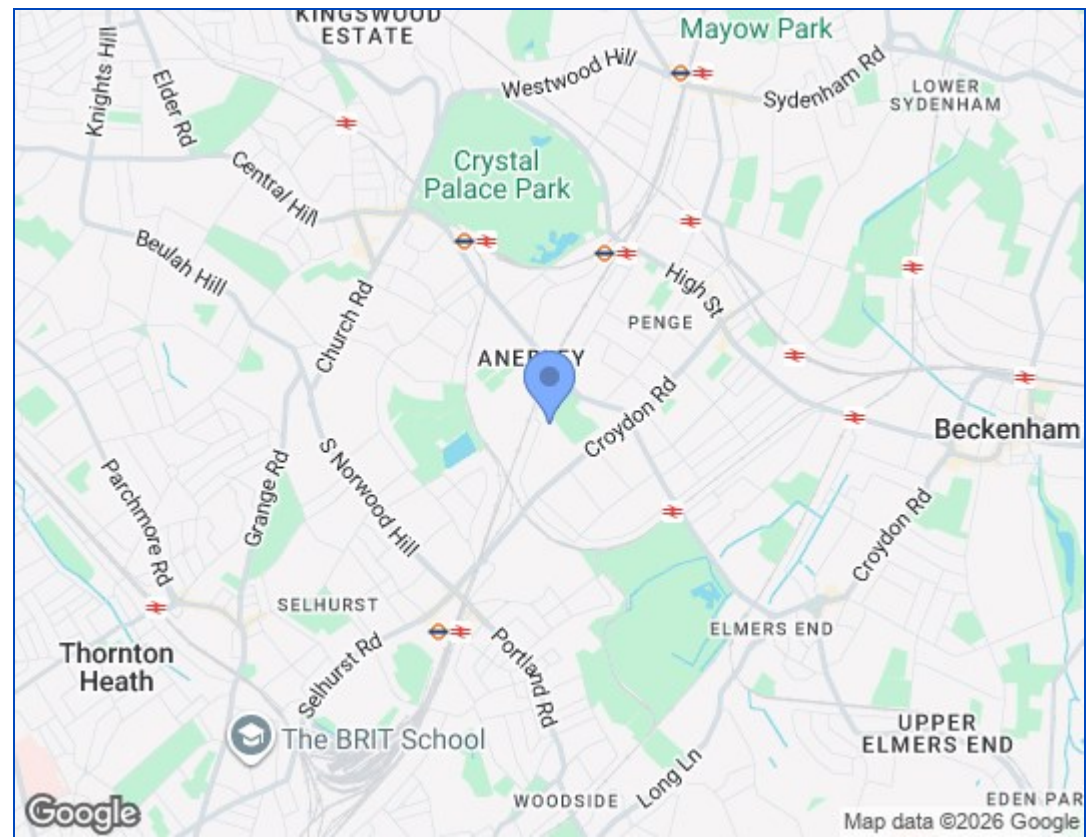 KINGSWOOD
ESTATE
Mayow Park
Knights Hill
Elder Rd
Westwood Hill
Sydenham Rd
LOWER
SYDENHAM
Central Hill
Crystal
Palace Park
Beulah Hill
Church Rd
High St
PENGE
ANERLEY
Croydon Rd
Beckenham
Parchmore Rd
Grange Rd
S Norwood Hill
Croydon Rd
SELHURST
ELMERS END
Thornton
Heath
Selhurst Rd
Portland Rd
The BRIT School
UPPER
ELMERS END
Long Ln
WOODSIDE
EDEN PAR
Google
Map data ©2026 Google